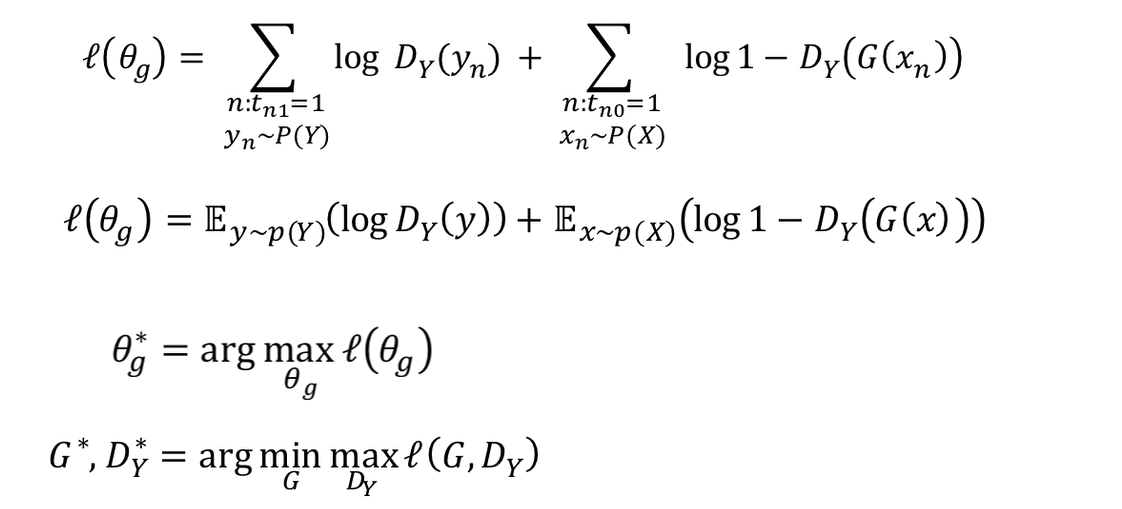 ℓ(θ_g) = ∑_{n:t_{n1}=1, y_n~P(Y)} log D_Y(y_n) + ∑_{n:t_{n0}=1, x_n~P(X)} log 1 − D_Y(G(x_n))
ℓ(θ_g) = 𝔼_{y~p(Y)}(log D_Y(y)) + 𝔼_{x~p(X)}(log 1 − D_Y(G(x)))
θ_g^* = arg max_{θ_g} ℓ(θ_g)
G^*, D_Y^* = arg min_G max_{D_Y} ℓ(G, D_Y)